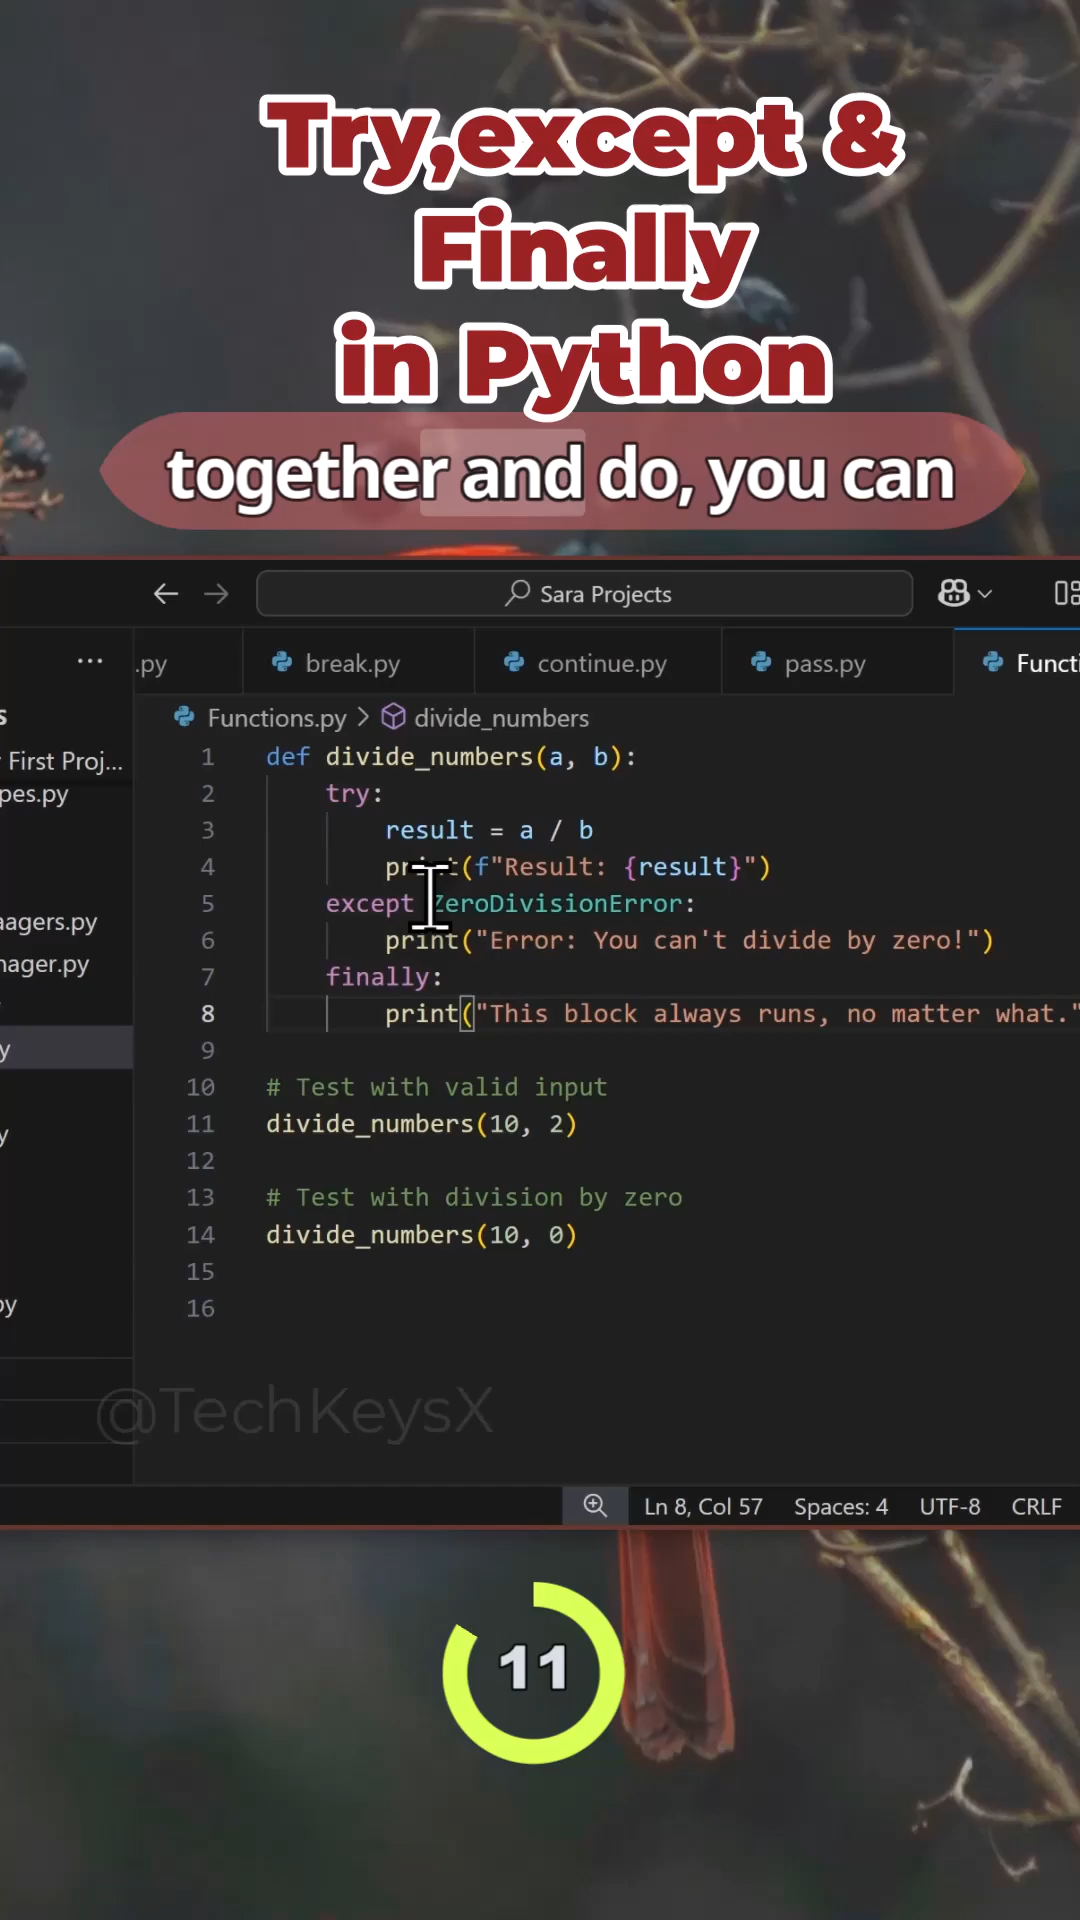 Try,except &
Finally
in Python
together and do, you can
Sara Projects
.py
break.py
continue.py
pass.py
Functi
s
Functions.py > divide_numbers
First Proj...
pes.py
aagers.py
nager.py
y
y
py
1 def divide_numbers(a, b):
2 try:
3 result = a / b
4 print(f"Result: {result}")
5 except ZeroDivisionError:
6 print("Error: You can't divide by zero!")
7 finally:
8 print("This block always runs, no matter what."
9
10 # Test with valid input
11 divide_numbers(10, 2)
12
13 # Test with division by zero
14 divide_numbers(10, 0)
15
16
@TechKeysX
Ln 8, Col 57 Spaces: 4 UTF-8 CRLF
11